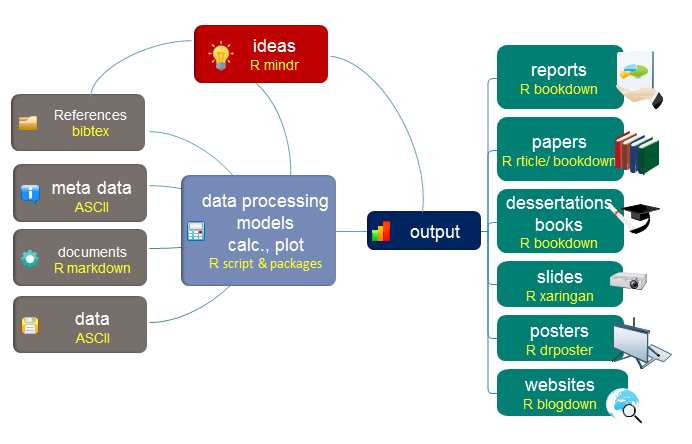 ideas
R mindr
References
bibtex
meta data
ASCII
documents
R markdown
data
ASCII
data processing
models
calc., plot
R script & packages
output
reports
R bookdown
papers
R rticle/ bookdown
dessertations
books
R bookdown
slides
R xaringan
posters
R drposter
websites
R blogdown